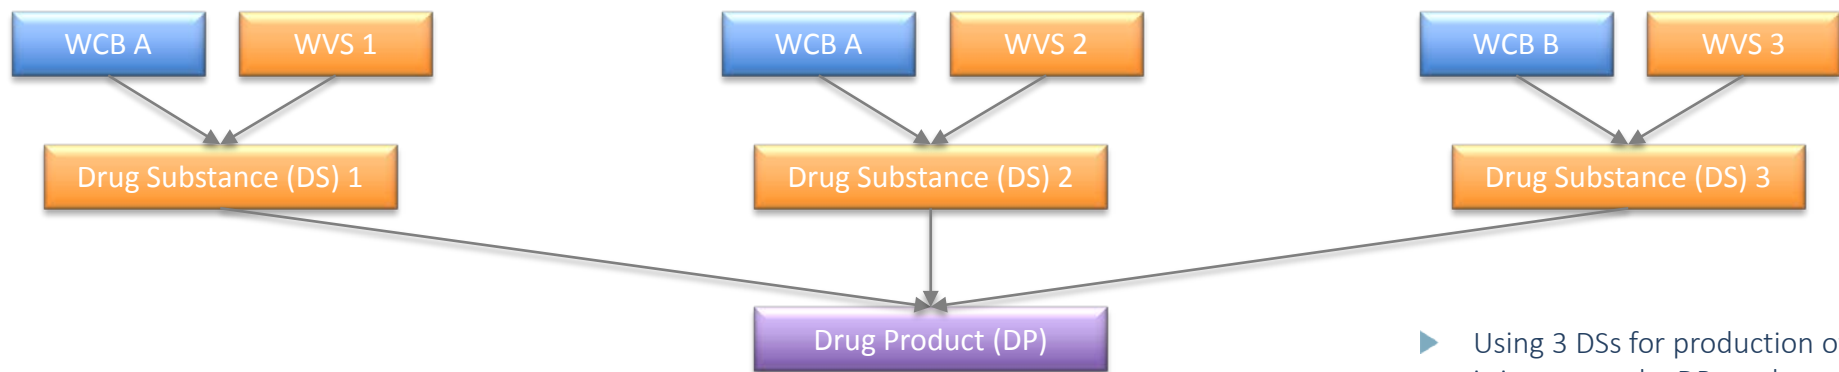 WCB A WVS 1 WCB A WVS 2 WCB B WVS 3
Drug Substance (DS) 1 Drug Substance (DS) 2 Drug Substance (DS) 3
Drug Product (DP)
Using 3 DSs for production o